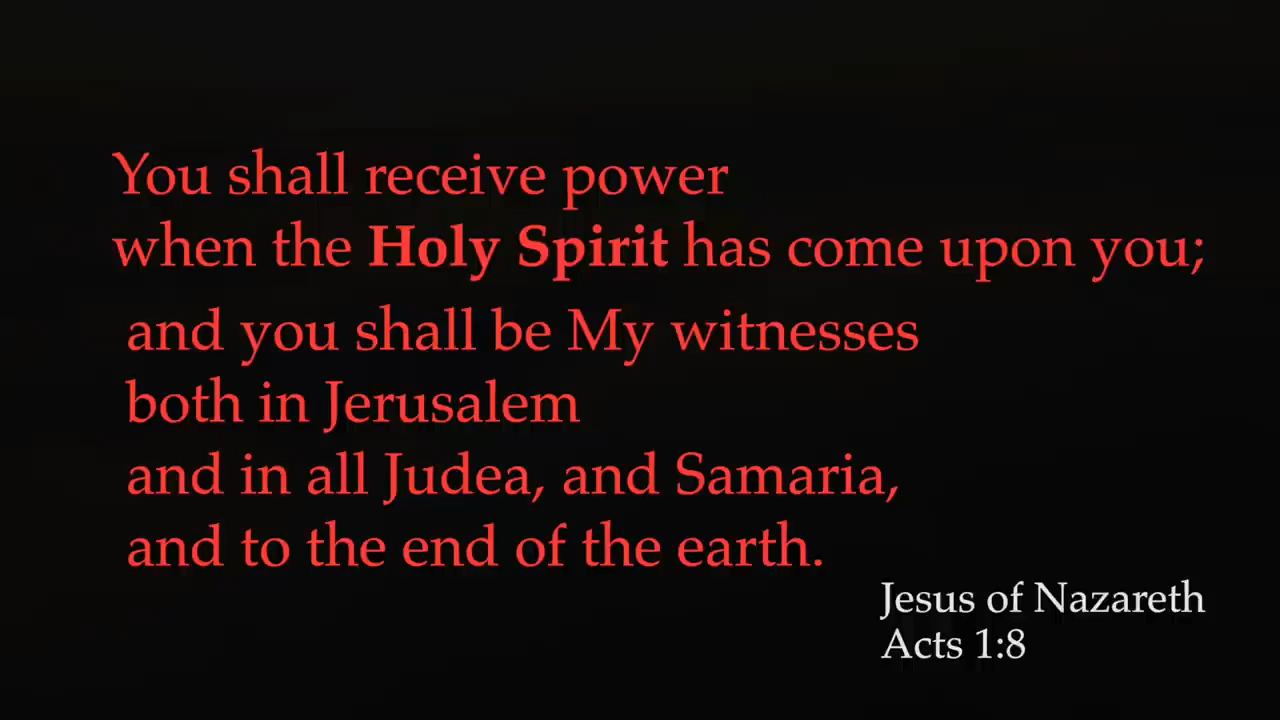 You shall receive power
when the Holy Spirit has come upon you;
and you shall be My witnesses
both in Jerusalem
and in all Judea, and Samaria,
and to the end of the earth.
Jesus of Nazareth
Acts 1:8